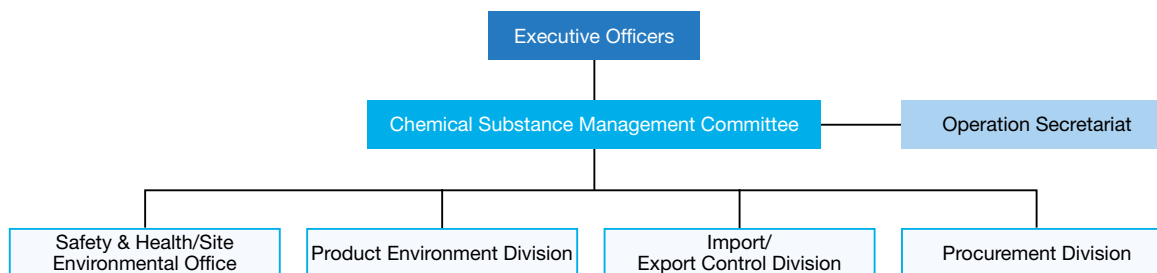 Executive Officers
Chemical Substance Management Committee
Operation Secretariat
Safety & Health/Site
Environmental Office
Product Environment Division
Import/
Export Control Division
Procurement Division